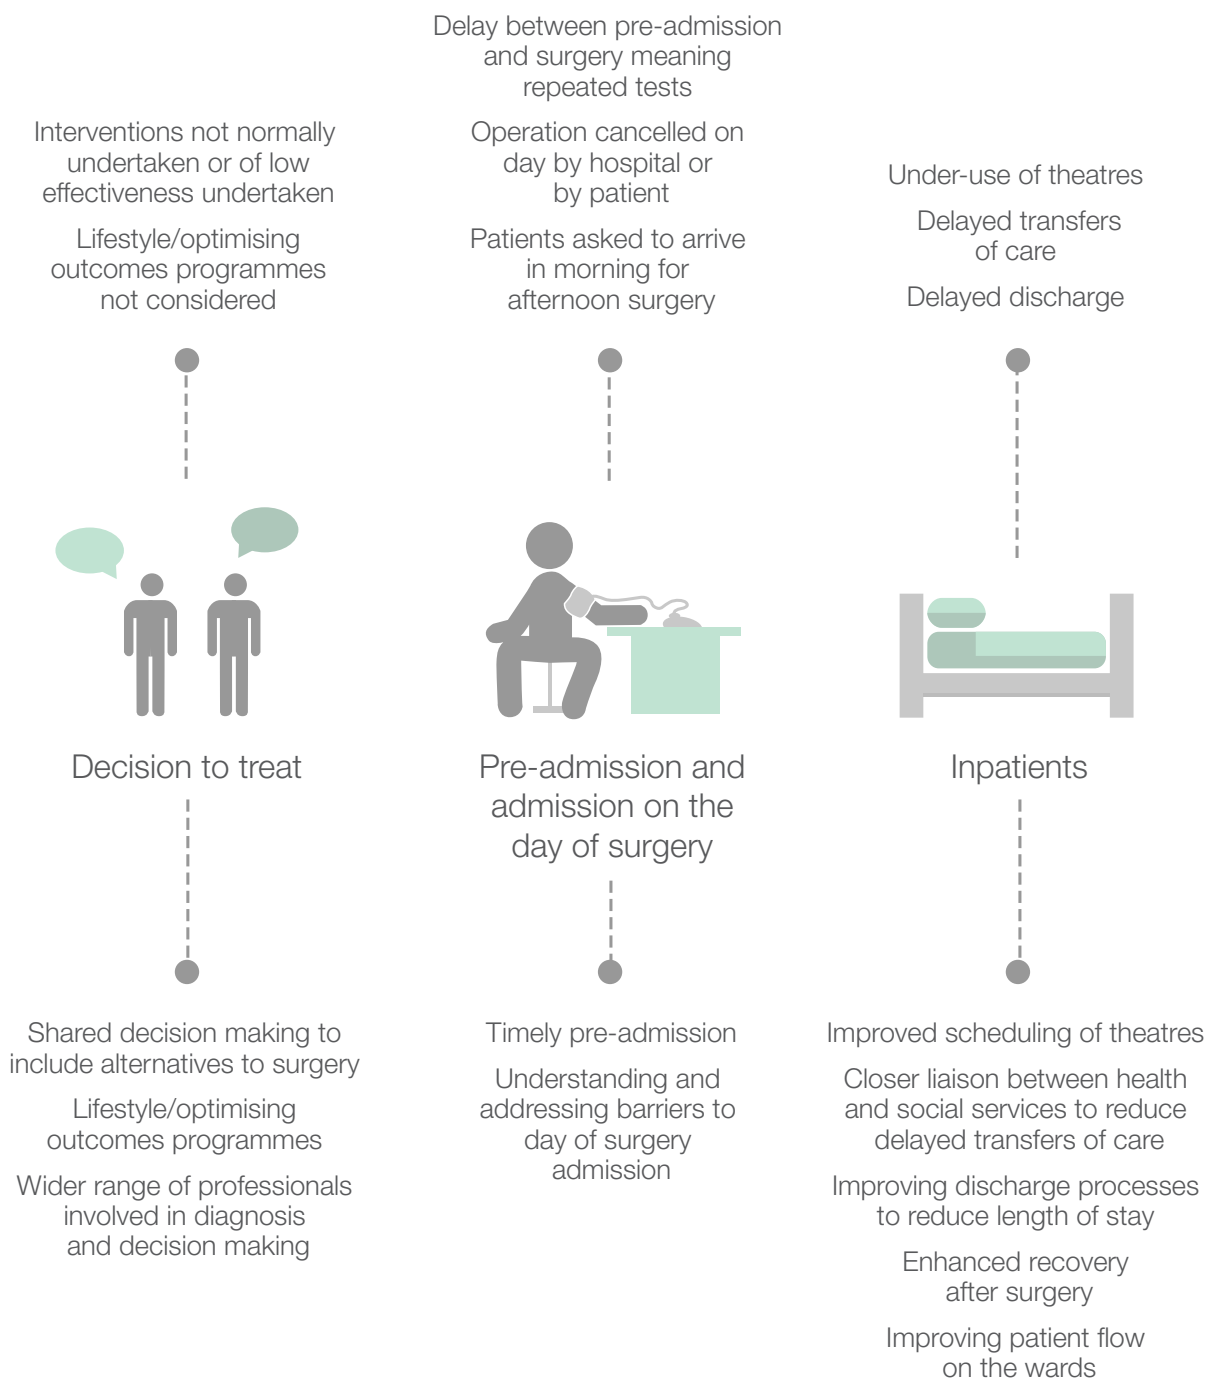 Interventions not normally
undertaken or of low
effectiveness undertaken
Lifestyle/optimising
outcomes programmes
not considered
Delay between pre-admission
and surgery meaning
repeated tests
Operation cancelled on
day by hospital or
by patient
Patients asked to arrive
in morning for
afternoon surgery
Under-use of theatres
Delayed transfers
of care
Delayed discharge
Decision to treat
Pre-admission and
admission on the
day of surgery
Inpatients
Shared decision making to
include alternatives to surgery
Lifestyle/optimising
outcomes programmes
Wider range of professionals
involved in diagnosis
and decision making
Timely pre-admission
Understanding and
addressing barriers to
day of surgery
admission
Improved scheduling of theatres
Closer liaison between health
and social services to reduce
delayed transfers of care
Improving discharge processes
to reduce length of stay
Enhanced recovery
after surgery
Improving patient flow
on the wards